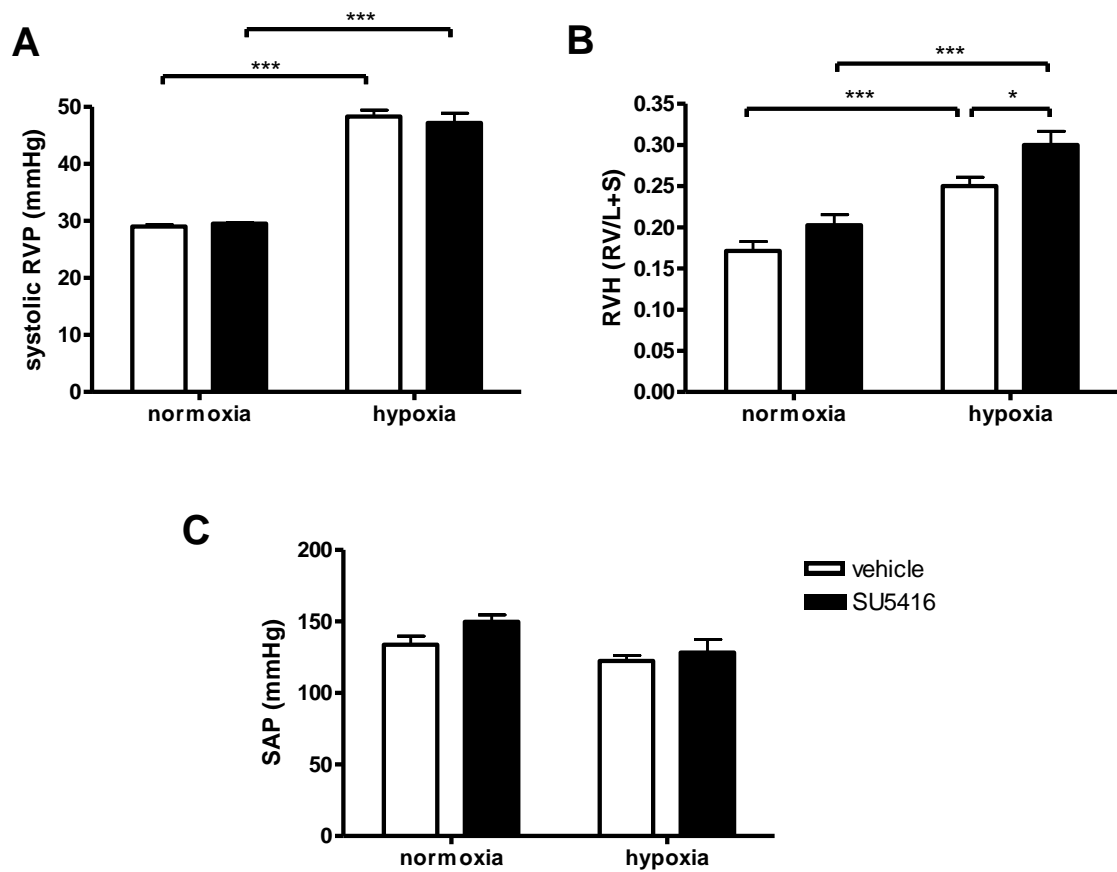 A
***
***
systolic RVP (mmHg)
50
40
30
20
10
0
normoxia
hypoxia
B
***
***
*
RVH (RV/L+S)
0.35
0.30
0.25
0.20
0.15
0.10
0.05
0.00
normoxia
hypoxia
C
SAP (mmHg)
200
150
100
50
0
normoxia
hypoxia
vehicle
SU5416